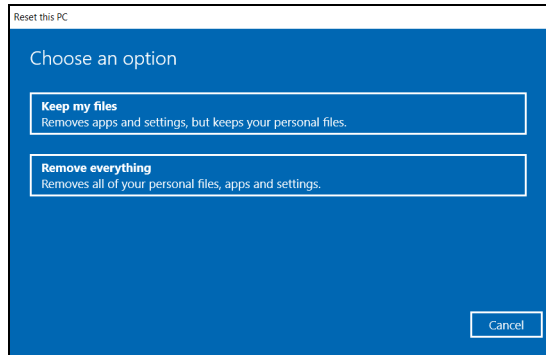 Reset this PC
Choose an option
Keep my files
Removes apps and settings, but keeps your personal files.
Remove everything
Removes all of your personal files, apps and settings.
Cancel